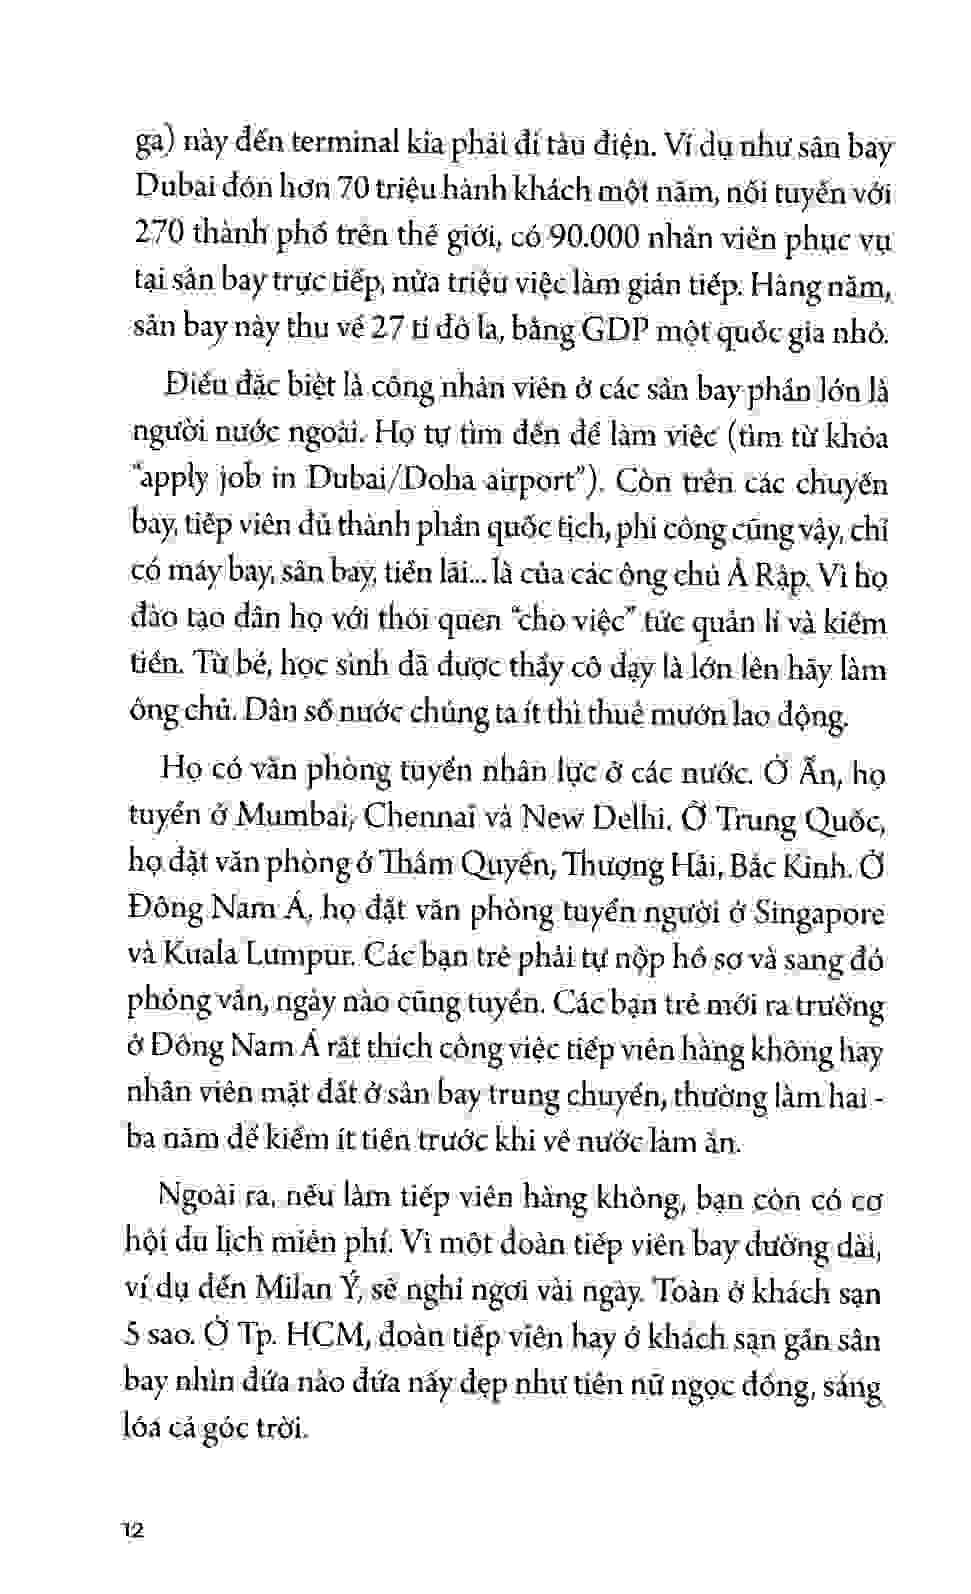 ga) này đến terminal kia phải đi tàu điện. Ví dụ như sân bay
Dubai đón hơn 70 triệu hành khách một năm, nối tuyến với
270 thành phố trên thế giới, có 90.000 nhân viên phục vụ
tại sân bay trực tiếp, nửa triệu việc làm gián tiếp. Hàng năm,
sân bay này thu về 27 tỉ đô la, bằng GDP một quốc gia nhỏ.
Điều đặc biệt là công nhân viên ở các sân bay phần lớn là
người nước ngoài. Họ tự tìm đến để làm việc (tìm từ khóa
“apply job in Dubai/Doha airport”). Còn trên các chuyến
bay, tiếp viên đủ thành phần quốc tịch, phi công cũng vậy, chỉ
có máy bay, sân bay, tiền lãi... là của các ông chủ Ả Rập. Vì họ
đào tạo dân họ với thói quen “cho việc” tức quản lí và kiếm
tiền. Từ bé, học sinh đã được thầy cô dạy là lớn lên hãy làm
ông chủ. Dân số nước chúng ta ít thì thuê mướn lao động.
Họ có văn phòng tuyển nhân lực ở các nước. Ở Ấn, họ
tuyển ở Mumbai, Chennai và New Delhi. Ở Trung Quốc,
họ đặt văn phòng ở Thẩm Quyến, Thượng Hải, Bắc Kinh. Ở
Đông Nam Á, họ đặt văn phòng tuyển người ở Singapore
và Kuala Lumpur. Các bạn trẻ phải tự nộp hồ sơ và sang đó
phỏng vấn, ngày nào cũng tuyển. Các bạn trẻ mới ra trường
ở Đông Nam Á rất thích công việc tiếp viên hàng không hay
nhân viên mặt đất ở sân bay trung chuyển, thường làm hai -
ba năm để kiếm ít tiền trước khi về nước làm ăn.
Ngoài ra, nếu làm tiếp viên hàng không, bạn còn có cơ
hội du lịch miễn phí. Vì một đoàn tiếp viên bay đường dài,
ví dụ đến Milan Ý, sẽ nghỉ ngơi vài ngày. Toàn ở khách sạn
5 sao. Ở Tp. HCM, đoàn tiếp viên hay ở khách sạn gần sân
bay nhìn đứa nào đứa nấy đẹp như tiên nữ ngọc đồng, sáng
lóa cả góc trời.
12